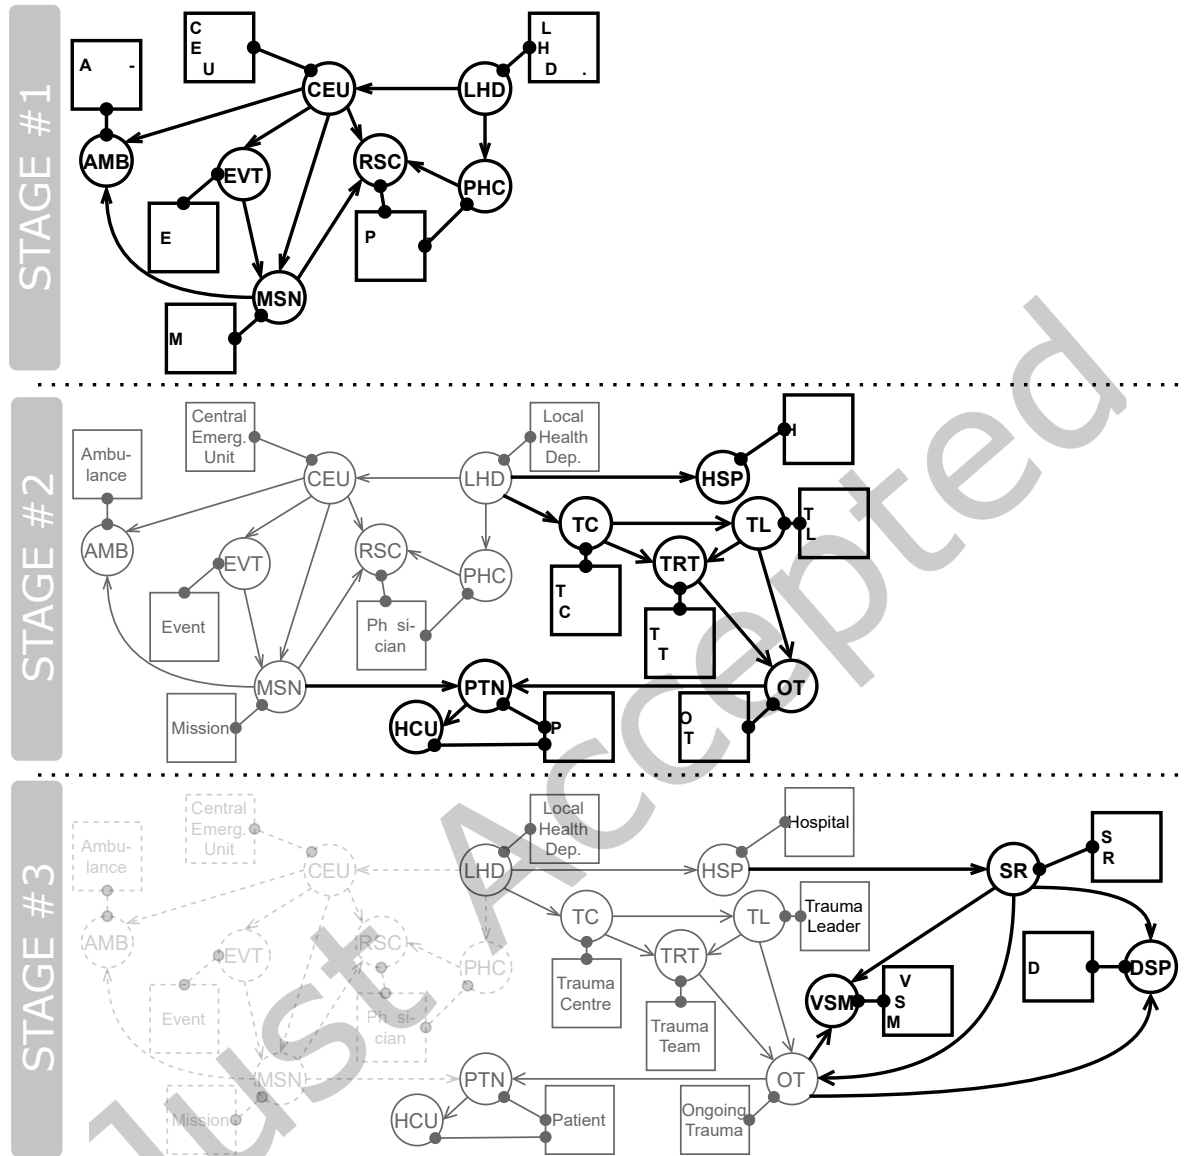 STAGE #1
C
E
U
L
H
D .
A -
CEU
LHD
AMB
EVT
RSC
PHC
E
P
MSN
M
STAGE #2
Central
Emerg.
Unit
Local
Health
Dep.
H
Ambu-
lance
CEU
LHD
HSP
T
L
TC
TL
AMB
EVT
RSC
TRT
PHC
T
C
Event
Ph si-
cian
T
T
MSN
PTN
OT
Mission
HCU
P
O
T
STAGE #3
Central
Emerg.
Unit
Local
Health
Dep.
Hospital
Ambu-
lance
S
R
CEU
LHD
HSP
SR
Trauma
Leader
TC
TL
AMB
EVT
RSC
PHC
TRT
D
DSP
Trauma
Centre
VSM
V
S
M
Event
Ph si-
cian
Trauma
Team
MSN
PTN
OT
Mission
HCU
Patient
Ongoing
Trauma
Just Accepted